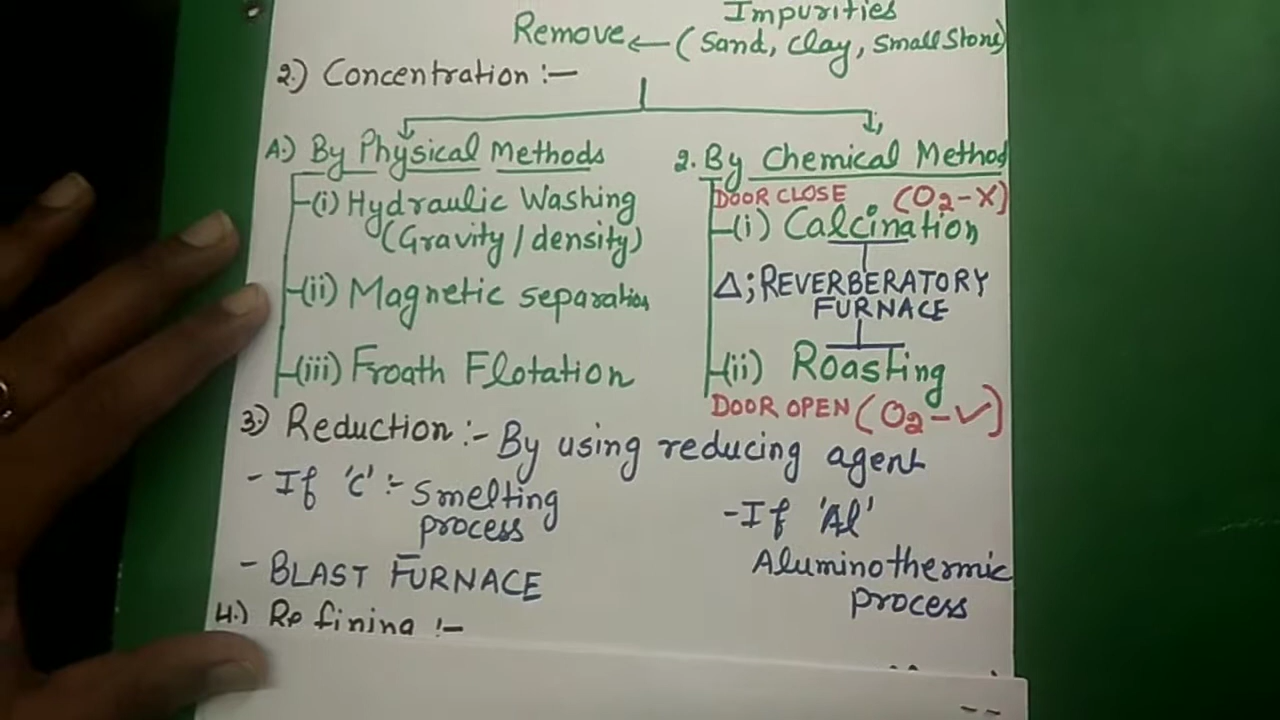 Impurities
Remove ← (Sand, Clay, Small Stone)
2.) Concentration :-
A.) By Physical Methods
(i) Hydraulic Washing
(Gravity / density)
(ii) Magnetic separation
(iii) Froath Flotation
2. By Chemical Method
DOOR CLOSE (O2-X)
(i) Calcination
Δ; REVERBERATORY
FURNACE
(ii) Roasting
DOOR OPEN (O2-✓)
3.) Reduction :- By using reducing agent
- If 'C' :- Smelting
process
- BLAST FURNACE
- If 'Al'
Aluminothermic
process
4.) Refining :-